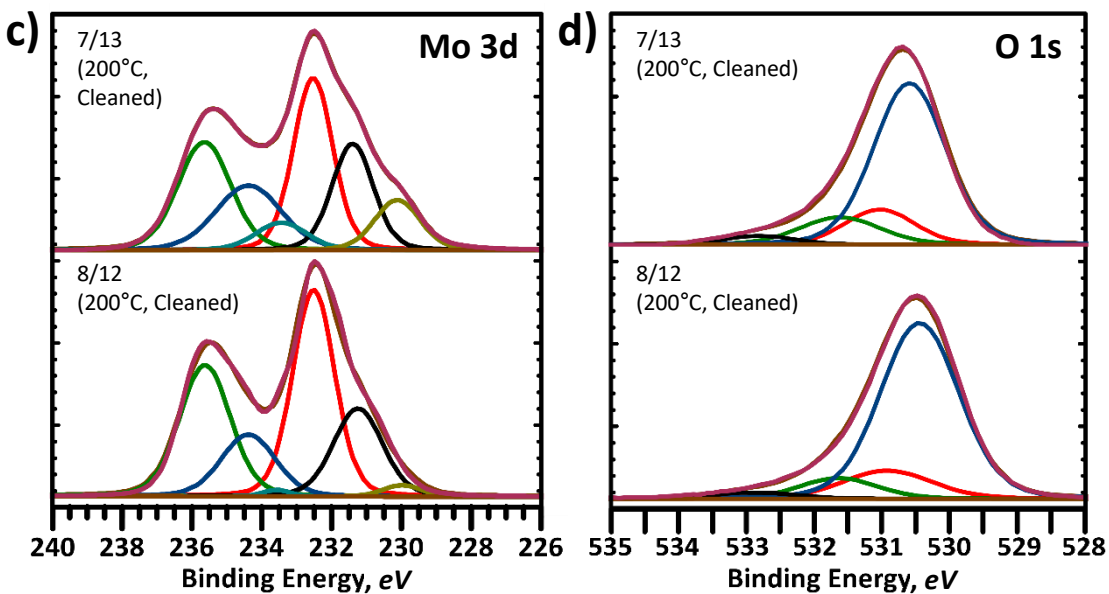 c)
7/13
(200°C,
Cleaned)
Mo 3d
8/12
(200°C, Cleaned)
240 238 236 234 232 230 228 226
Binding Energy, eV
d)
7/13
(200°C, Cleaned)
O 1s
8/12
(200°C, Cleaned)
535 534 533 532 531 530 529 528
Binding Energy, eV